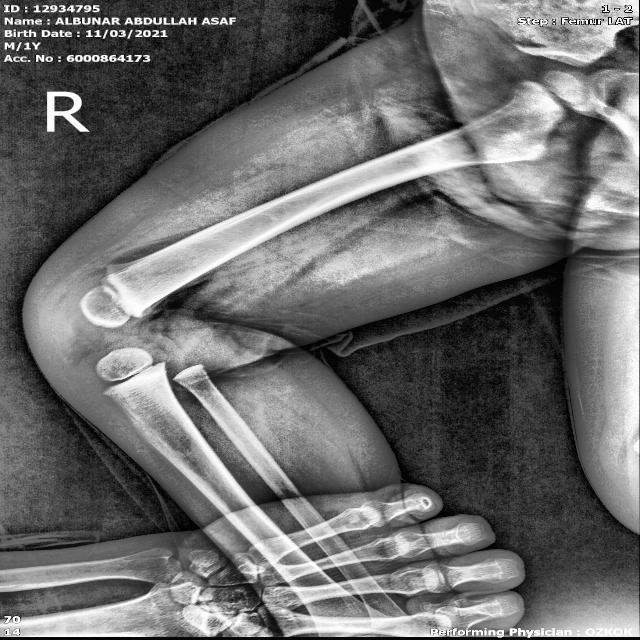 ID : 12934795
Name : ALBUNAR ABDULLAH ASAF
Birth Date : 11/03/2021
M/1Y
Acc. No : 6000864173
1 - 2
Step : Femur LAT
R
70
14
Performing Physician : OZKOK